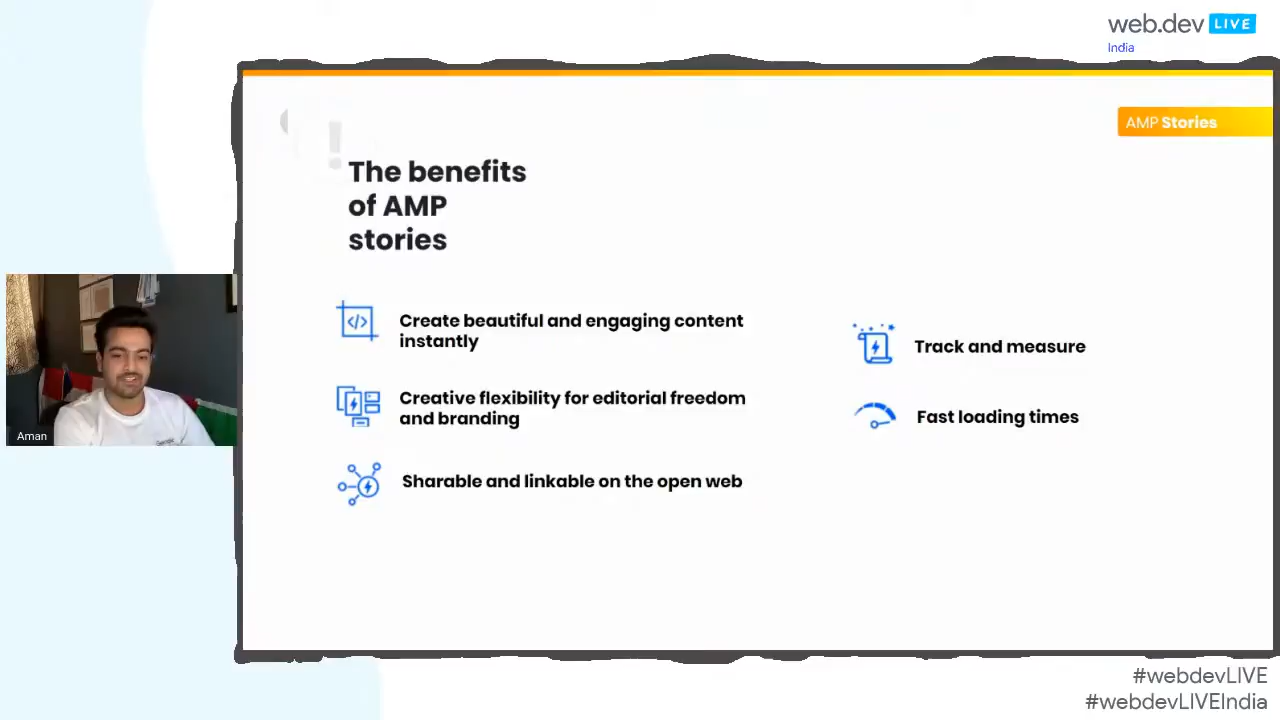 web.dev LIVE
India
AMP Stories
!
The benefits
of AMP
stories
Create beautiful and engaging content
instantly
Creative flexibility for editorial freedom
and branding
Sharable and linkable on the open web
Track and measure
Fast loading times
Aman
#webdevLIVE
#webdevLIVEIndia